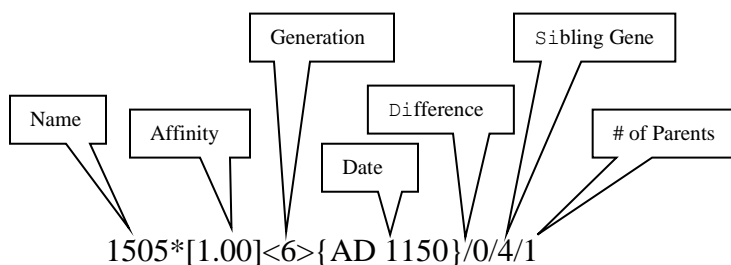 Generation
Sibling Gene
Difference
Name
Affinity
Date
# of Parents
1505*[1.00]<6>{AD 1150}/0/4/1